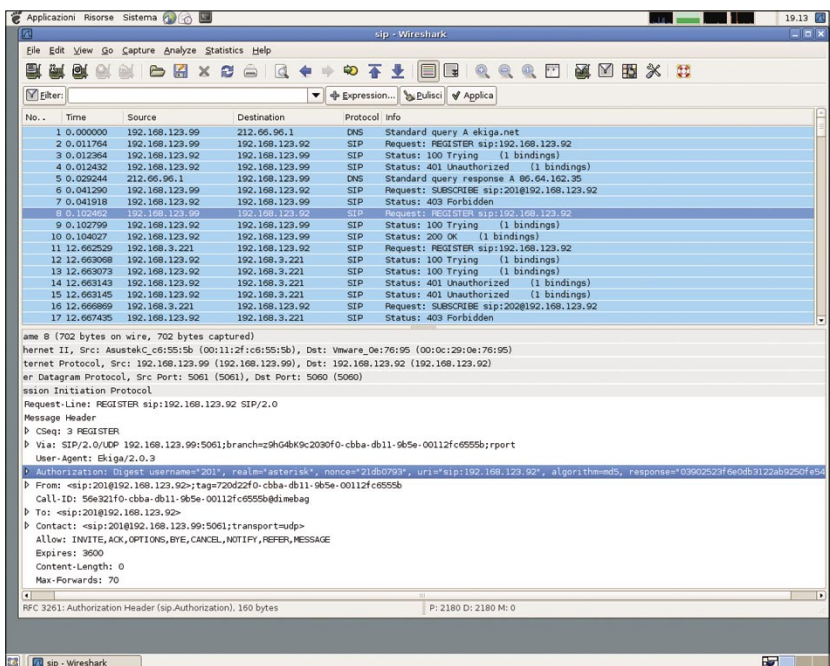 Applicazioni Risorse Sistema 19.13
sip - Wireshark
File Edit View Go Capture Analyze Statistics Help
Filter: Expression... Pulisci Applica
No. . Time Source Destination Protocol Info
1 0.000000 192.168.123.99 212.66.96.1 DNS Standard query A ekiga.net
2 0.011764 192.168.123.99 192.168.123.92 SIP Request: REGISTER sip:192.168.123.92
3 0.012364 192.168.123.92 192.168.123.99 SIP Status: 100 Trying (1 bindings)
4 0.012432 192.168.123.92 192.168.123.99 SIP Status: 401 Unauthorized (1 bindings)
5 0.029244 212.66.96.1 192.168.123.99 DNS Standard query response A 86.64.162.35
6 0.041290 192.168.123.99 192.168.123.92 SIP Request: SUBSCRIBE sip:201@192.168.123.92
7 0.041918 192.168.123.92 192.168.123.99 SIP Status: 403 Forbidden
8 0.102462 192.168.123.99 192.168.123.92 SIP Request: REGISTER sip:192.168.123.92
9 0.102799 192.168.123.92 192.168.123.99 SIP Status: 100 Trying (1 bindings)
10 0.104027 192.168.123.92 192.168.123.99 SIP Status: 200 OK (1 bindings)
11 12.662529 192.168.3.221 192.168.123.92 SIP Request: REGISTER sip:192.168.123.92
12 12.663068 192.168.123.92 192.168.3.221 SIP Status: 100 Trying (1 bindings)
13 12.663073 192.168.123.92 192.168.3.221 SIP Status: 100 Trying (1 bindings)
14 12.663143 192.168.123.92 192.168.3.221 SIP Status: 401 Unauthorized (1 bindings)
15 12.663145 192.168.123.92 192.168.3.221 SIP Status: 401 Unauthorized (1 bindings)
16 12.666869 192.168.3.221 192.168.123.92 SIP Request: SUBSCRIBE sip:202@192.168.123.92
17 12.667435 192.168.123.92 192.168.3.221 SIP Status: 403 Forbidden
ame 8 (702 bytes on wire, 702 bytes captured)
hernet II, Src: AsustekC_c6:55:5b (00:11:2f:c6:55:5b), Dst: Vmware_0e:76:95 (00:0c:29:0e:76:95)
ternet Protocol, Src: 192.168.123.99 (192.168.123.99), Dst: 192.168.123.92 (192.168.123.92)
er Datagram Protocol, Src Port: 5061 (5061), Dst Port: 5060 (5060)
ssion Initiation Protocol
Request-Line: REGISTER sip:192.168.123.92 SIP/2.0
Message Header
CSeq: 3 REGISTER
Via: SIP/2.0/UDP 192.168.123.99:5061;branch=z9hG4bK9c2030f0-cbba-db11-9b5e-00112fc6555b;rport
User-Agent: Ekiga/2.0.3
Authorization: Digest username="201", realm="asterisk", nonce="21db0793", uri="sip:192.168.123.92", algorithm=md5, response="03902523f6e0db3122ab9250fe54
From: <sip:201@192.168.123.92>;tag=720d22f0-cbba-db11-9b5e-00112fc6555b
Call-ID: 56e321f0-cbba-db11-9b5e-00112fc6555b@dimebag
To: <sip:201@192.168.123.92>
Contact: <sip:201@192.168.123.99:5061;transport=udp>
Allow: INVITE,ACK,OPTIONS,BYE,CANCEL,NOTIFY,REFER,MESSAGE
Expires: 3600
Content-Length: 0
Max-Forwards: 70
RFC 3261: Authorization Header (sip.Authorization), 160 bytes P: 2180 D: 2180 M: 0
sip - Wireshark